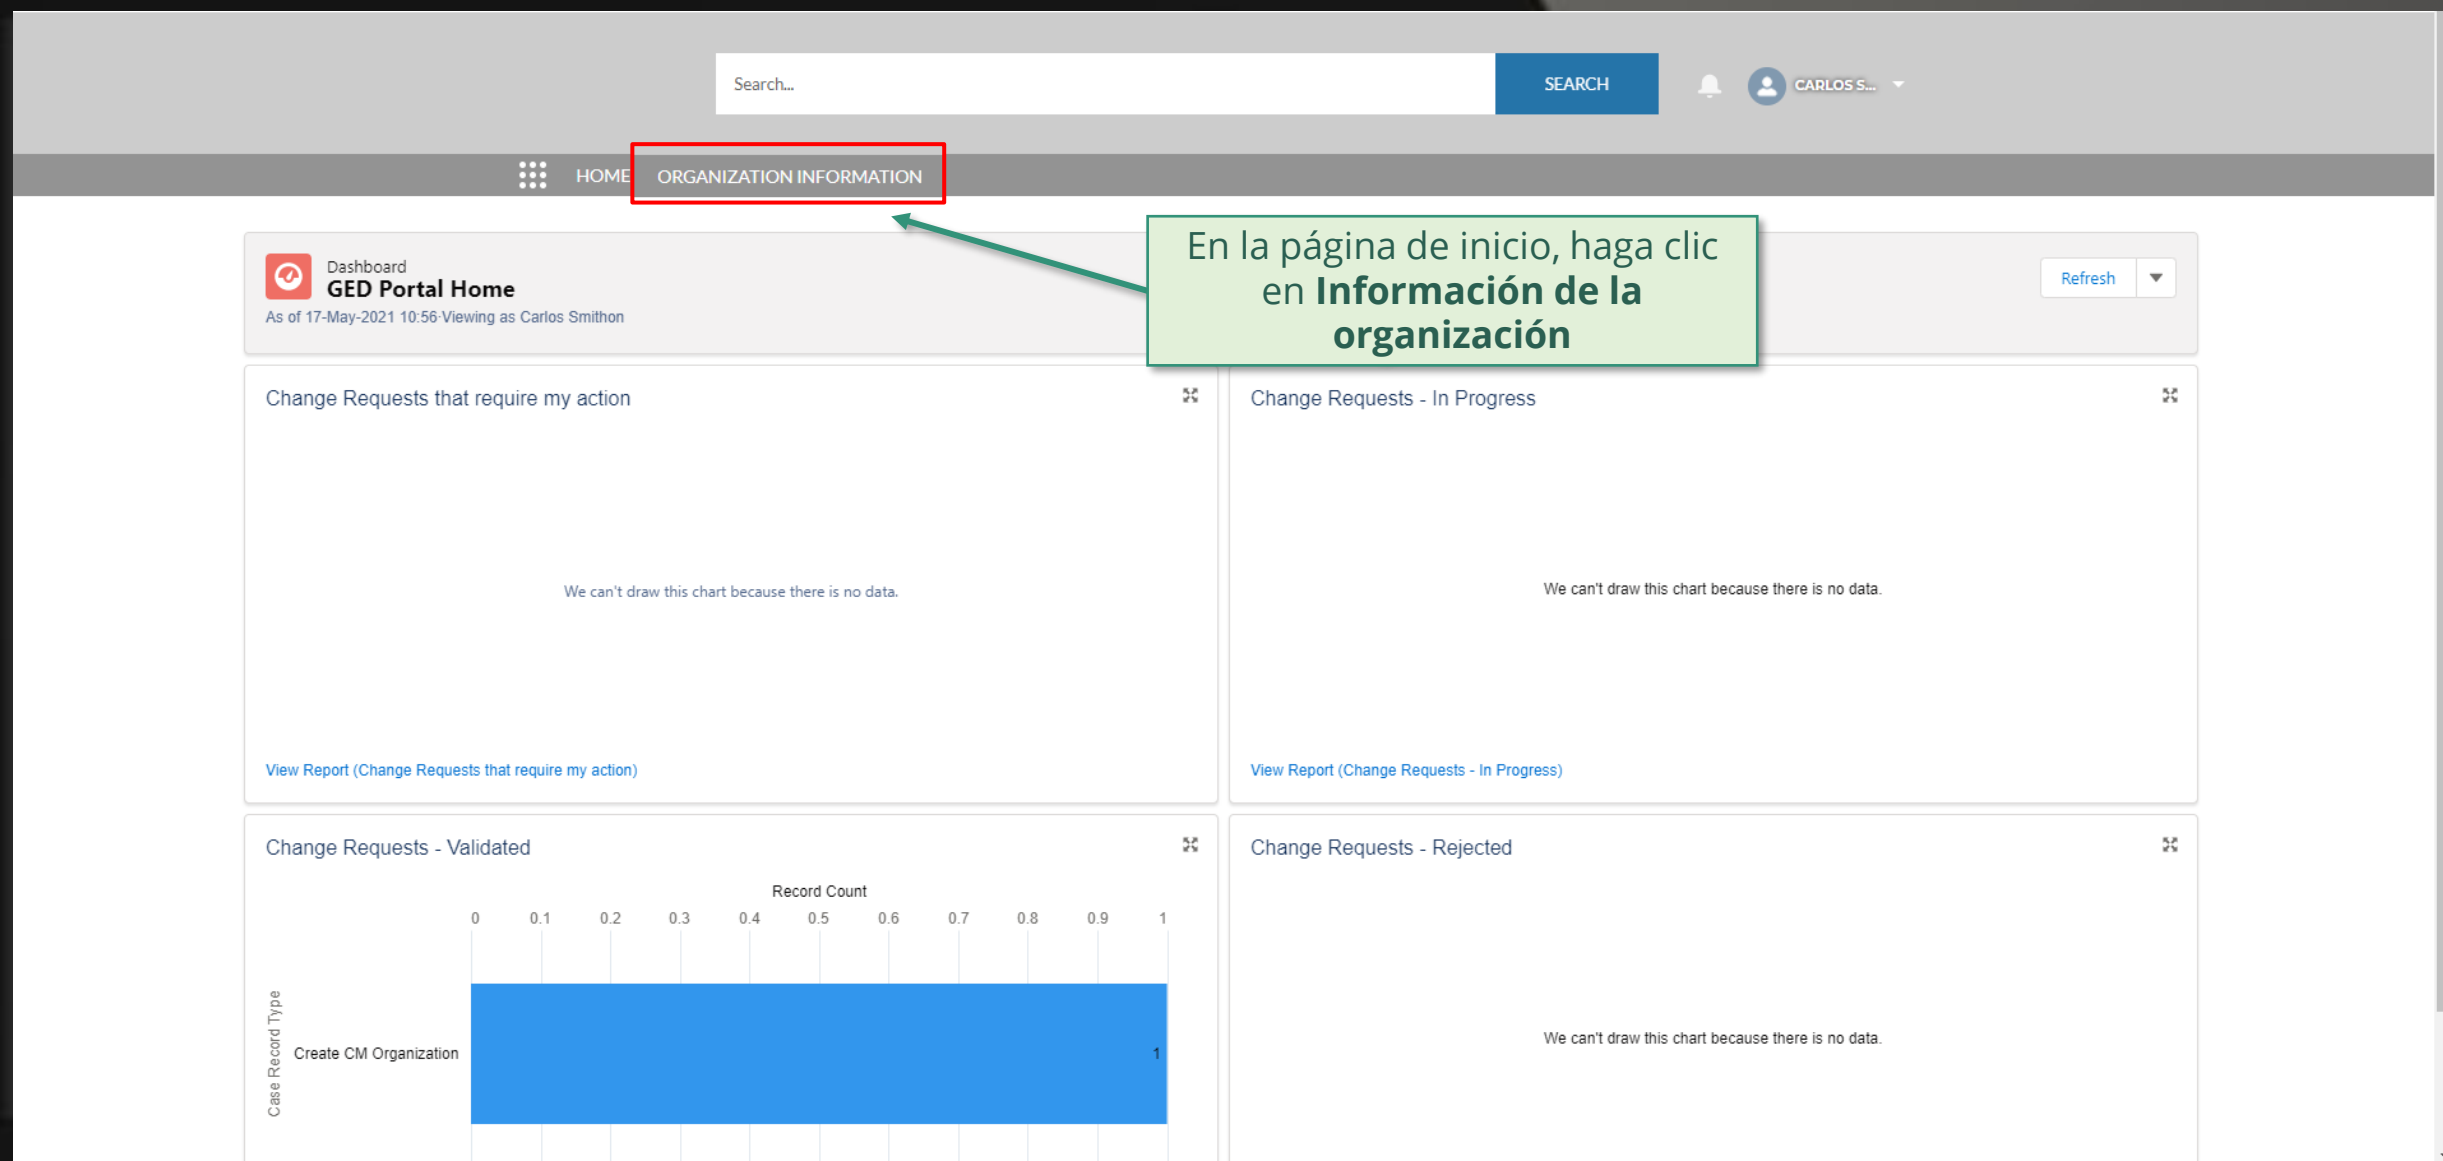 Search...
SEARCH
CARLOS S...
HOME
ORGANIZATION INFORMATION
En la página de inicio, haga clic
en Información de la
organización
Dashboard
GED Portal Home
As of 17-May-2021 10:56·Viewing as Carlos Smithon
Refresh
Change Requests that require my action
We can't draw this chart because there is no data.
View Report (Change Requests that require my action)
Change Requests - In Progress
We can't draw this chart because there is no data.
View Report (Change Requests - In Progress)
Change Requests - Validated
Record Count
0 0.1 0.2 0.3 0.4 0.5 0.6 0.7 0.8 0.9 1
Case Record Type
Create CM Organization
1
Change Requests - Rejected
We can't draw this chart because there is no data.